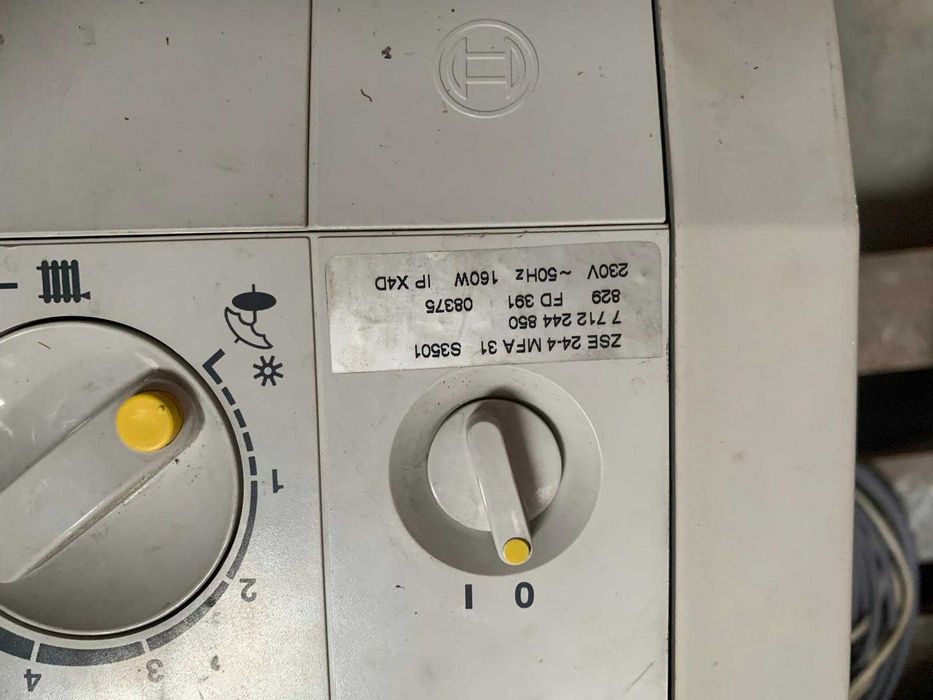 ZSE 24-4 MFA 31 S3501
7 712 244 850
829 FD 391 08375
230V ~50Hz 160W IP X4D
I 0
1
2
3
4